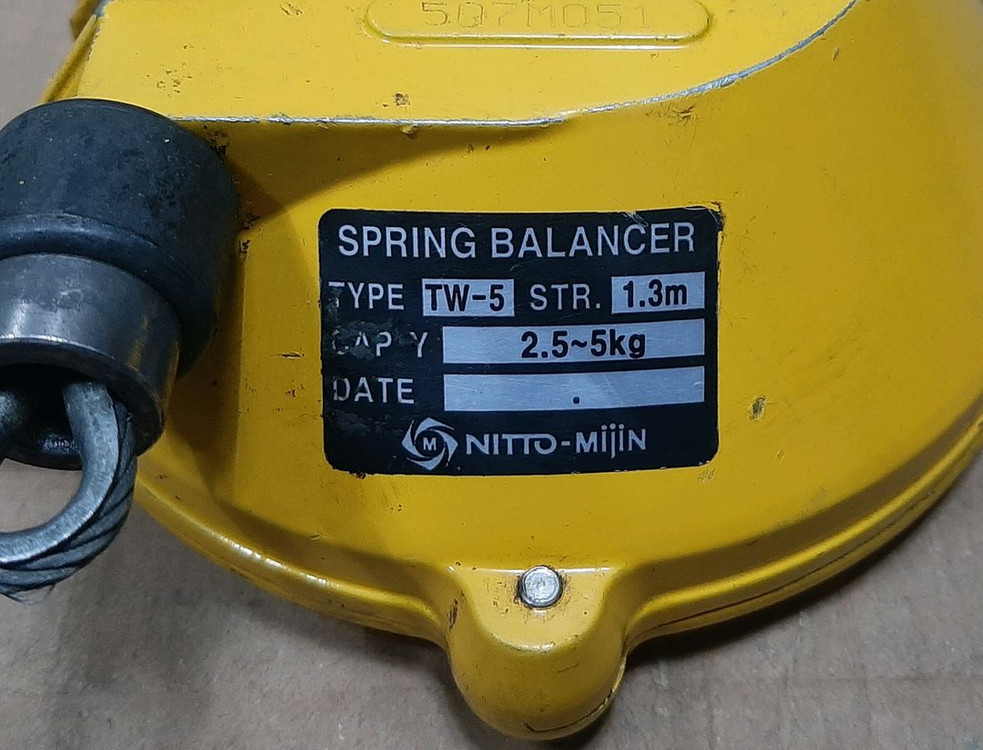 507M051
SPRING BALANCER
TYPE TW-5 STR. 1.3m
2.5~5kg
DATE .
M NITTO-MijiN